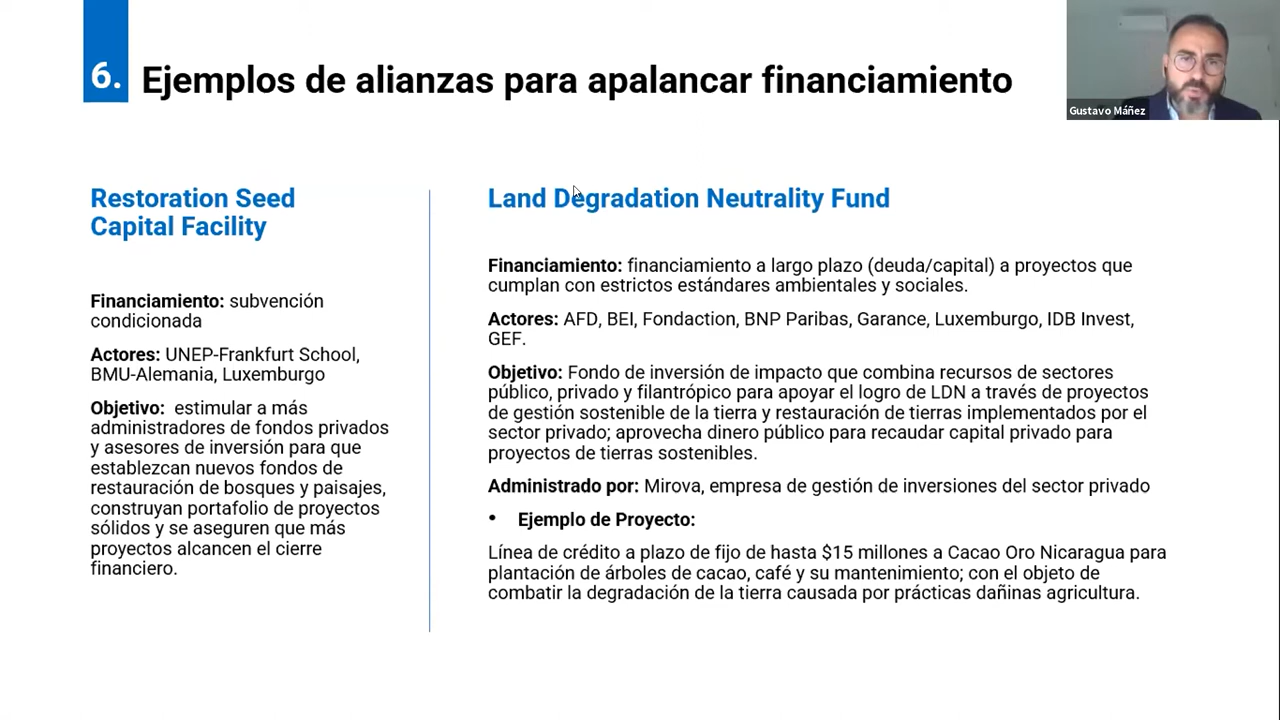 6. Ejemplos de alianzas para apalancar financiamiento
Gustavo Máñez
Restoration Seed
Capital Facility
Financiamiento: subvención
condicionada
Actores: UNEP-Frankfurt School,
BMU-Alemania, Luxemburgo
Objetivo: estimular a más
administradores de fondos privados
y asesores de inversión para que
establezcan nuevos fondos de
restauración de bosques y paisajes,
construyan portafolio de proyectos
sólidos y se aseguren que más
proyectos alcancen el cierre
financiero.
Land Degradation Neutrality Fund
Financiamiento: financiamiento a largo plazo (deuda/capital) a proyectos que
cumplan con estrictos estándares ambientales y sociales.
Actores: AFD, BEI, Fondaction, BNP Paribas, Garance, Luxemburgo, IDB Invest,
GEF.
Objetivo: Fondo de inversión de impacto que combina recursos de sectores
público, privado y filantrópico para apoyar el logro de LDN a través de proyectos
de gestión sostenible de la tierra y restauración de tierras implementados por el
sector privado; aprovecha dinero público para recaudar capital privado para
proyectos de tierras sostenibles.
Administrado por: Mirova, empresa de gestión de inversiones del sector privado
• Ejemplo de Proyecto:
Línea de crédito a plazo de fijo de hasta $15 millones a Cacao Oro Nicaragua para
plantación de árboles de cacao, café y su mantenimiento; con el objeto de
combatir la degradación de la tierra causada por prácticas dañinas agricultura.